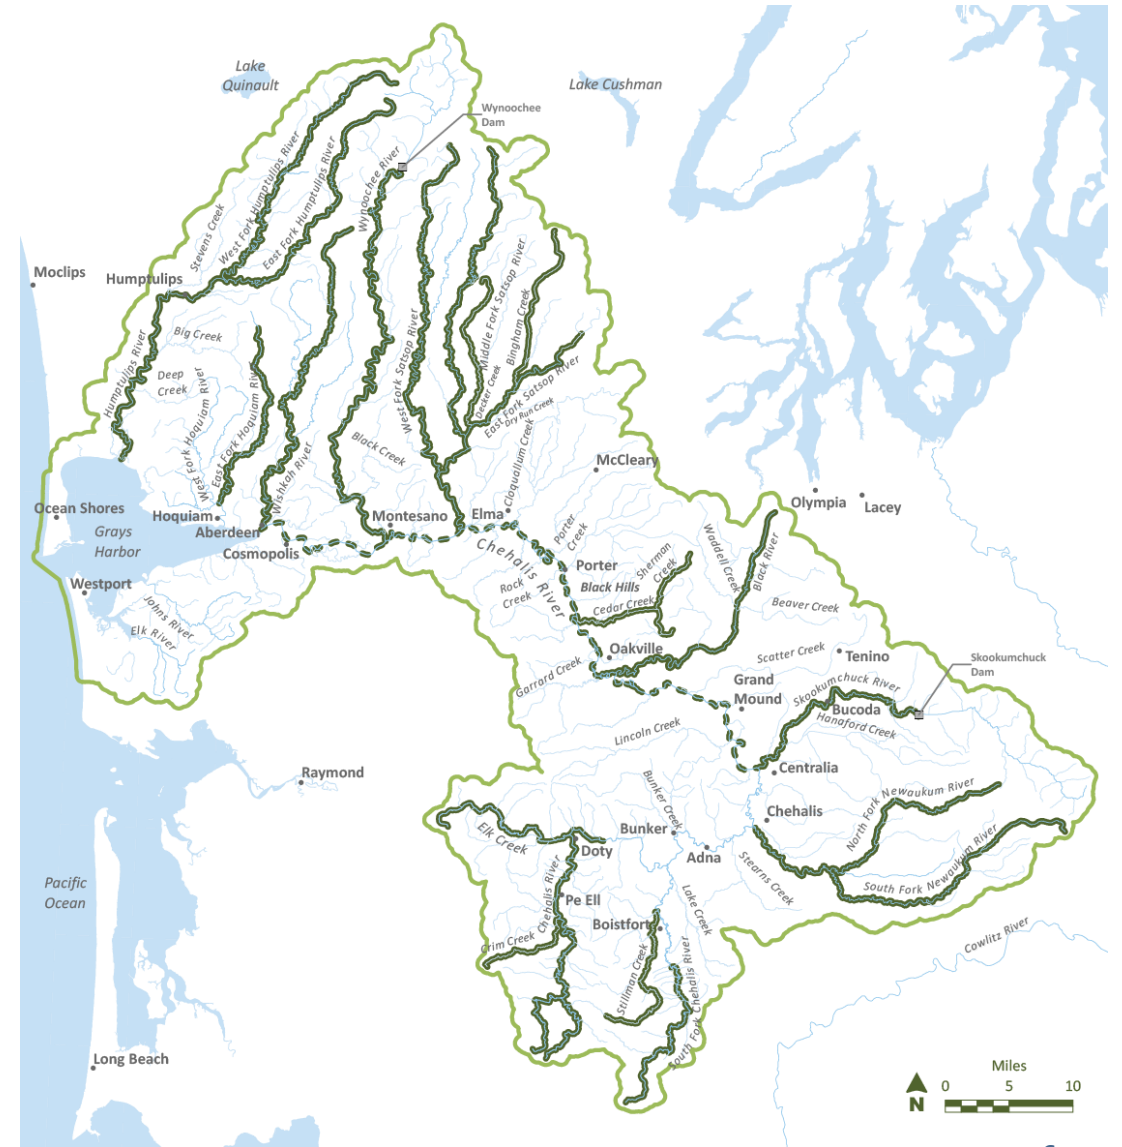 Lake
Quinault
Lake Cushman
Wynoochee
Dam
Stevens Creek
West Fork Humptulips River
East Fork Humptulips River
Wynoochee River
Moclips
Humptulips
Humptulips River
Big Creek
Deep
Creek
West Fork Hoquiam River
East Fork Hoquiam River
Wishkah River
Black Creek
West Fork Satsop River
Middle Fork Satsop River
Bingham Creek
Decker Creek
East Fork Satsop River
Dry Run Creek
Cloquallum Creek
McCleary
Ocean Shores
Grays
Harbor
Hoquiam
Aberdeen
Cosmopolis
Montesano
Elma
Olympia
Lacey
Westport
Johns River
Elk River
Chehalis River
Porter
Creek
Porter
Black Hills
Rock
Creek
Sherman
Creek
Cedar Creek
Waddell Creek
Black River
Beaver Creek
Oakville
Garrard Creek
Scatter Creek
Tenino
Skookumchuck
Dam
Grand
Mound
Skookumchuck River
Bucoda
Hanaford Creek
Lincoln Creek
Centralia
Raymond
Bunker Creek
Chehalis
North Fork Newaukum River
South Fork Newaukum River
Elk Creek
Doty
Bunker
Adna
Stearns Creek
Chehalis River
Pe Ell
Crim Creek
Boistfort
Lake Creek
Stillman Creek
South Fork Chehalis River
Cowlitz River
Pacific
Ocean
Long Beach
Miles
0 5 10
N